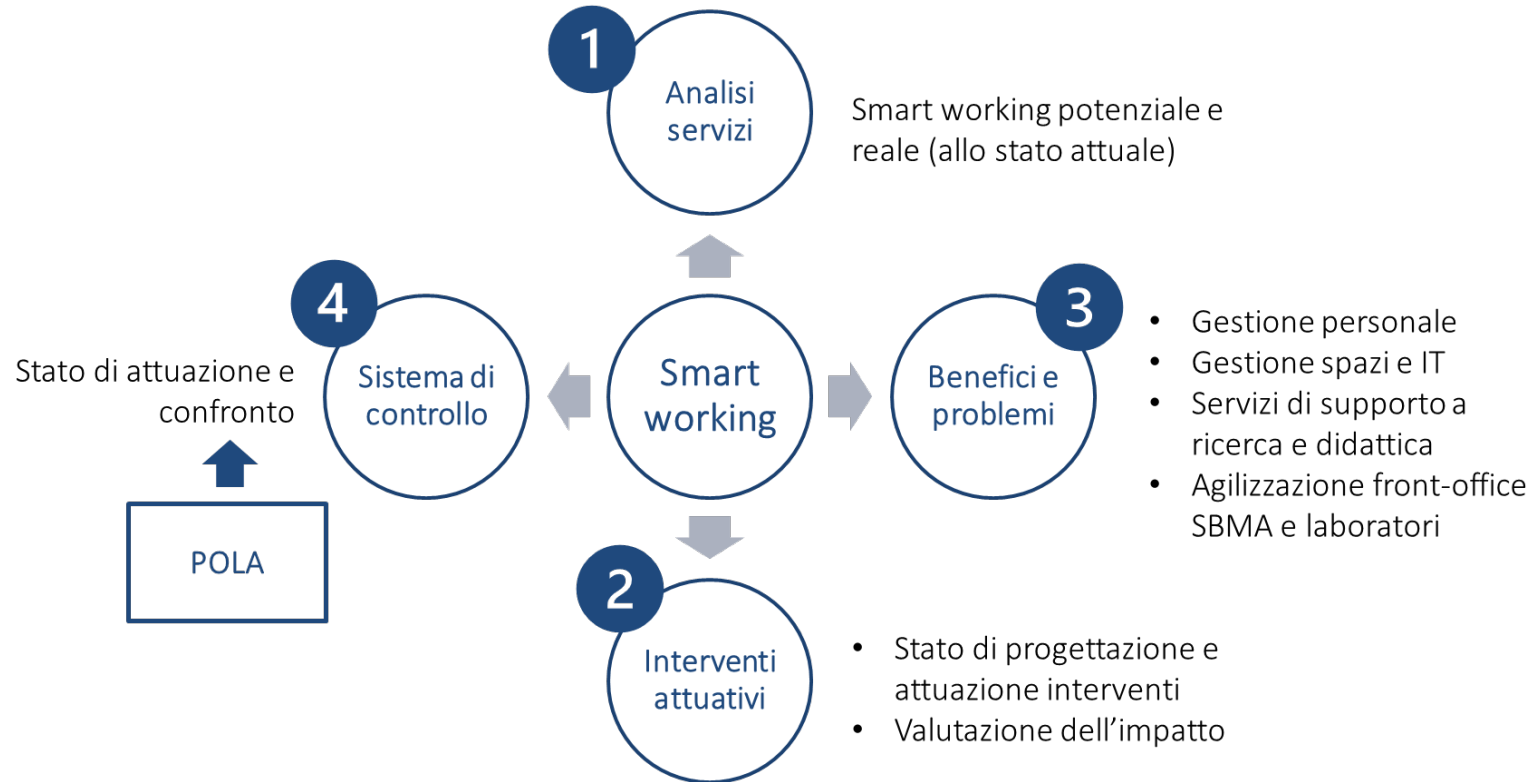 1
Analisi
servizi
Smart working potenziale e
reale (allo stato attuale)
4
Sistema di
controllo
Stato di attuazione e
confronto
POLA
Smart
working
3
Benefici e
problemi
• Gestione personale
• Gestione spazi e IT
• Servizi di supporto a
ricerca e didattica
• Agilizzazione front-office
SBMA e laboratori
2
Interventi
attuativi
• Stato di progettazione e
attuazione interventi
• Valutazione dell’impatto